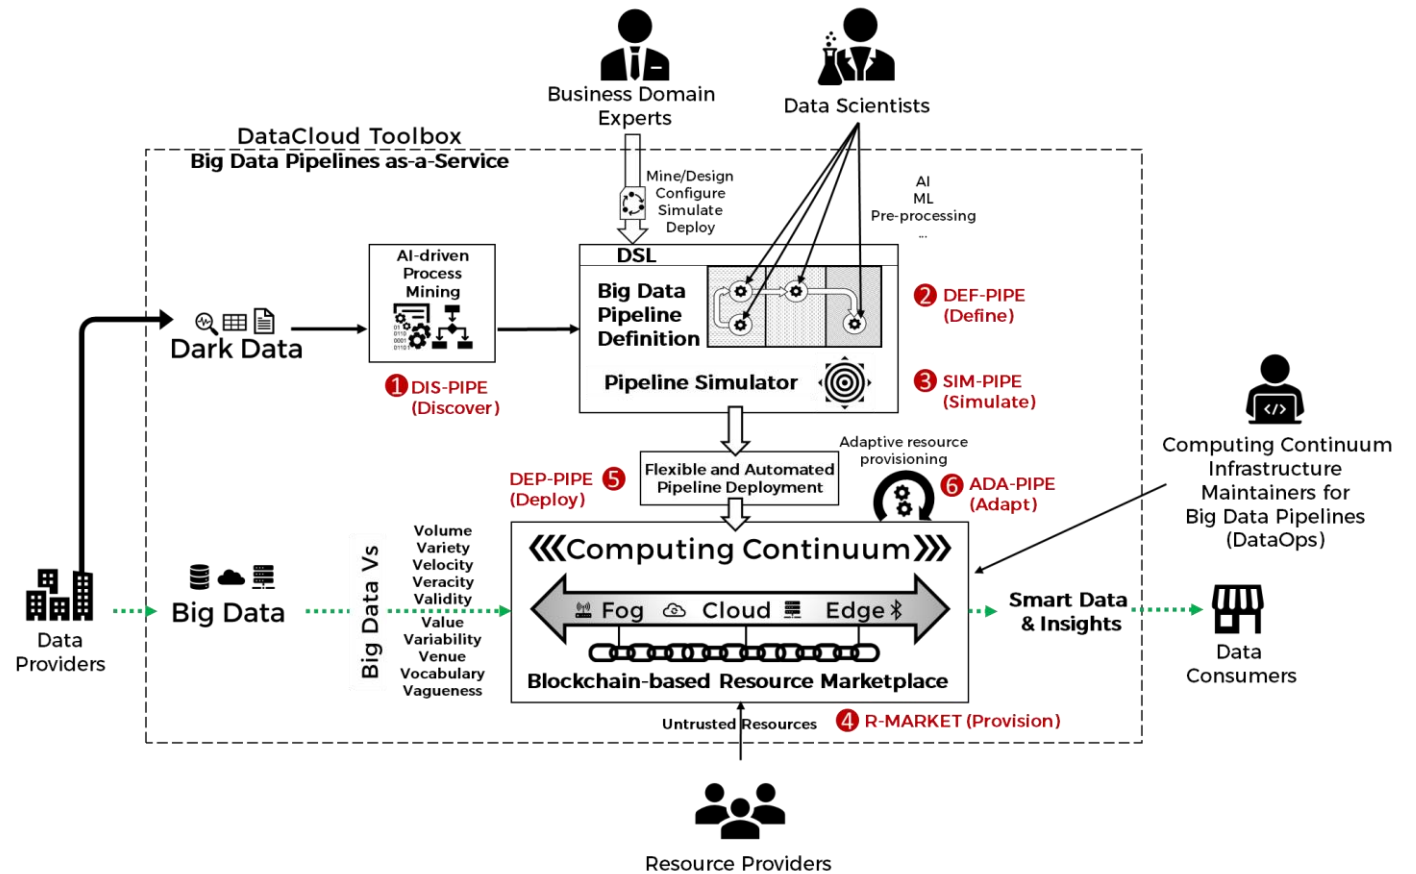 Business Domain
Experts
Data Scientists
DataCloud Toolbox
Big Data Pipelines as-a-Service
Mine/Design
Configure
Simulate
Deploy
AI
ML
Pre-processing
...
AI-driven
Process
Mining
DSL
Big Data
Pipeline
Definition
2 DEF-PIPE
(Define)
Dark Data
Pipeline Simulator
1 DIS-PIPE
(Discover)
3 SIM-PIPE
(Simulate)
Computing Continuum
Infrastructure
Maintainers for
Big Data Pipelines
(DataOps)
Adaptive resource
provisioning
DEP-PIPE 5
(Deploy)
Flexible and Automated
Pipeline Deployment
6 ADA-PIPE
(Adapt)
Big Data Vs
Volume
Variety
Velocity
Veracity
Validity
Value
Variability
Venue
Vocabulary
Vagueness
Computing Continuum
Fog
Cloud
Edge
Blockchain-based Resource Marketplace
Big Data
Smart Data
& Insights
Data
Providers
Data
Consumers
Untrusted Resources
4 R-MARKET (Provision)
Resource Providers